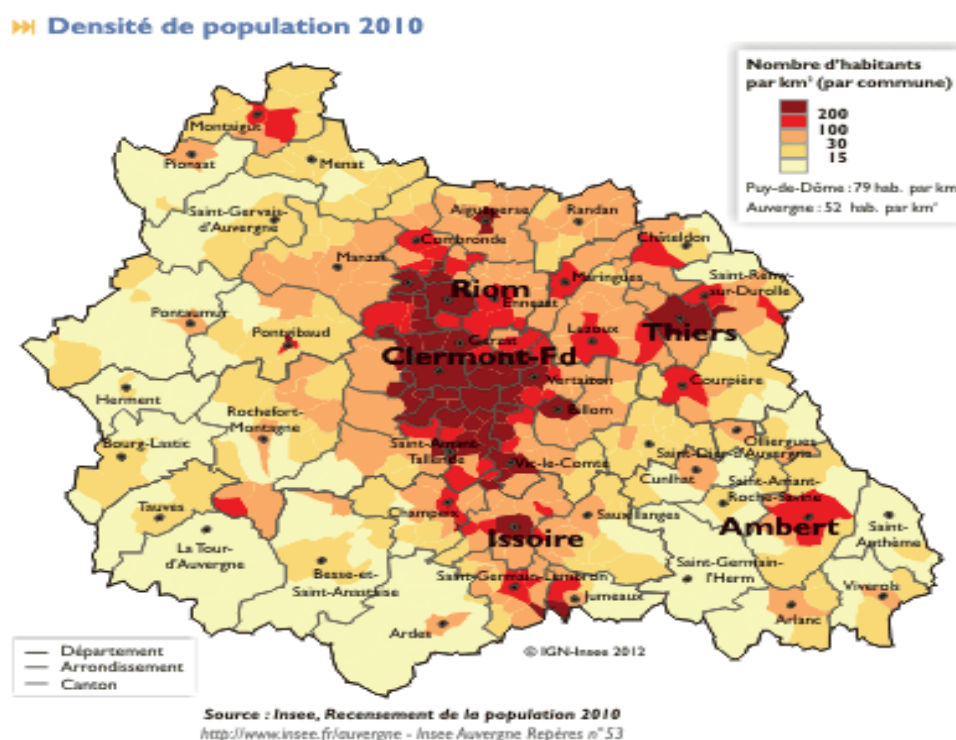 Densité de population 2010
Nombre d'habitants
par km² (par commune)
200
100
30
15
Puy-de-Dôme : 79 hab. par km
Auvergne : 52 hab. par km²
Montaigut
Pionsat
Menat
Saint-Gervais-
d'Auvergne
Aigueperse
Randan
Combronde
Châteldon
Manzat
Maringues
Saint-Rémy-
sur-Durolle
Riom
Ennezat
Pontaumur
Pontgibaud
Lezoux
Thiers
Gerzat
Clermont-Fd
Vertaizon
Courpière
Herment
Billom
Rochefort-
Montagne
Bourg-Lastic
Saint-Amant-
Tallende
Olliergues
Saint-Dier-d'Auvergne
Vic-le-Comte
Cunlhat
Saint-Amant-
Roche-Savine
Tauves
Champeix
Sauxillanges
Ambert
Issoire
Saint-
Anthème
La Tour-
d'Auvergne
Besse-et-
Saint-Anastaise
Saint-Germain-
l'Herm
Saint-Germain-Lembron
Jumeaux
Viverols
Ardes
Arlanc
© IGN-Insee 2012
Département
Arrondissement
Canton
Source : Insee, Recensement de la population 2010
http://www.insee.fr/auvergne - Insee Auvergne Repères n°53